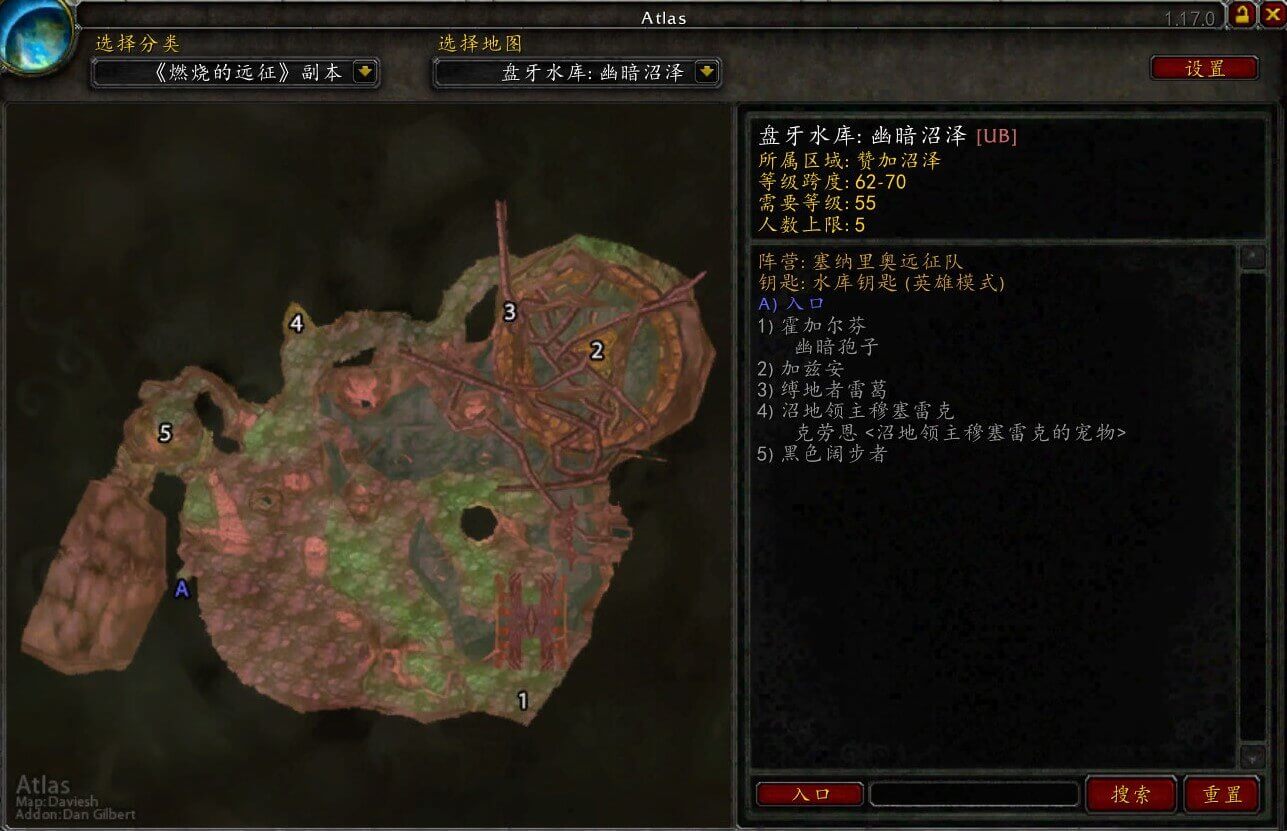 Atlas
1.17.0
选择分类
选择地图
《燃烧的远征》副本
盘牙水库: 幽暗沼泽
设置
盘牙水库: 幽暗沼泽 [UB]
所属区域: 赞加沼泽
等级跨度: 62-70
需要等级: 55
人数上限: 5
阵营: 塞纳里奥远征队
钥匙: 水库钥匙 (英雄模式)
A) 入口
1) 霍加尔芬
幽暗孢子
2) 加兹安
3) 缚地者雷葛
4) 沼地领主穆塞雷克
克劳恩 <沼地领主穆塞雷克的宠物>
5) 黑色阔步者
3
4
2
5
A
1
Atlas
Map:Daviesh
Addon:Dan Gilbert
入口
搜索
重置